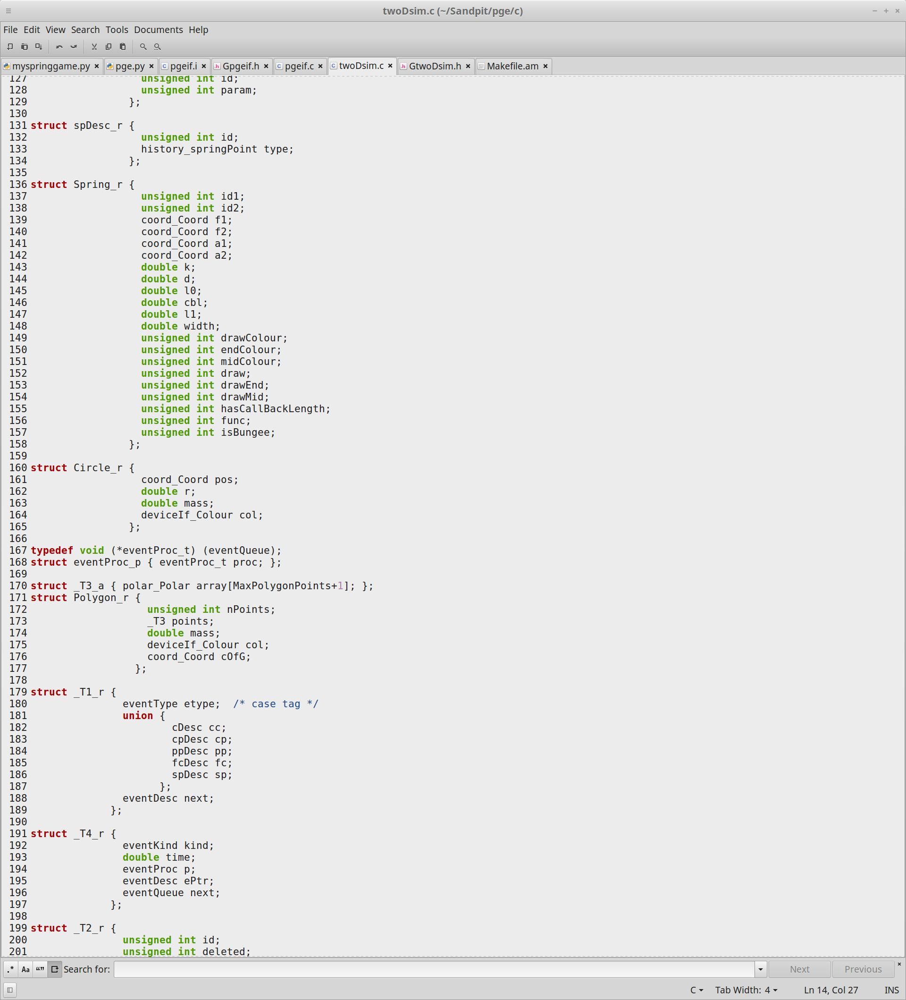 twoDsim.c (~/Sandpit/pge/c)
File Edit View Search Tools Documents Help
myspringgame.py pge.py pgeif.i Gpgeif.h pgeif.c twoDsim.c GtwoDsim.h Makefile.am
127 unsigned int id;
128 unsigned int param;
129 };
130
131 struct spDesc_r {
132 unsigned int id;
133 history_springPoint type;
134 };
135
136 struct Spring_r {
137 unsigned int id1;
138 unsigned int id2;
139 coord_Coord f1;
140 coord_Coord f2;
141 coord_Coord a1;
142 coord_Coord a2;
143 double k;
144 double d;
145 double l0;
146 double cbl;
147 double l1;
148 double width;
149 unsigned int drawColour;
150 unsigned int endColour;
151 unsigned int midColour;
152 unsigned int draw;
153 unsigned int drawEnd;
154 unsigned int drawMid;
155 unsigned int hasCallBackLength;
156 unsigned int func;
157 unsigned int isBungee;
158 };
159
160 struct Circle_r {
161 coord_Coord pos;
162 double r;
163 double mass;
164 deviceIf_Colour col;
165 };
166
167 typedef void (*eventProc_t) (eventQueue);
168 struct eventProc_p { eventProc_t proc; };
169
170 struct _T3_a { polar_Polar array[MaxPolygonPoints+1]; };
171 struct Polygon_r {
172 unsigned int nPoints;
173 _T3 points;
174 double mass;
175 deviceIf_Colour col;
176 coord_Coord cOfG;
177 };
178
179 struct _T1_r {
180 eventType etype;  /* case tag */
181 union {
182 cDesc cc;
183 cpDesc cp;
184 ppDesc pp;
185 fcDesc fc;
186 spDesc sp;
187 };
188 eventDesc next;
189 };
190
191 struct _T4_r {
192 eventKind kind;
193 double time;
194 eventProc p;
195 eventDesc ePtr;
196 eventQueue next;
197 };
198
199 struct _T2_r {
200 unsigned int id;
201 unsigned int deleted;
.* Aa “” Search for: Next Previous
C Tab Width: 4 Ln 14, Col 27 INS